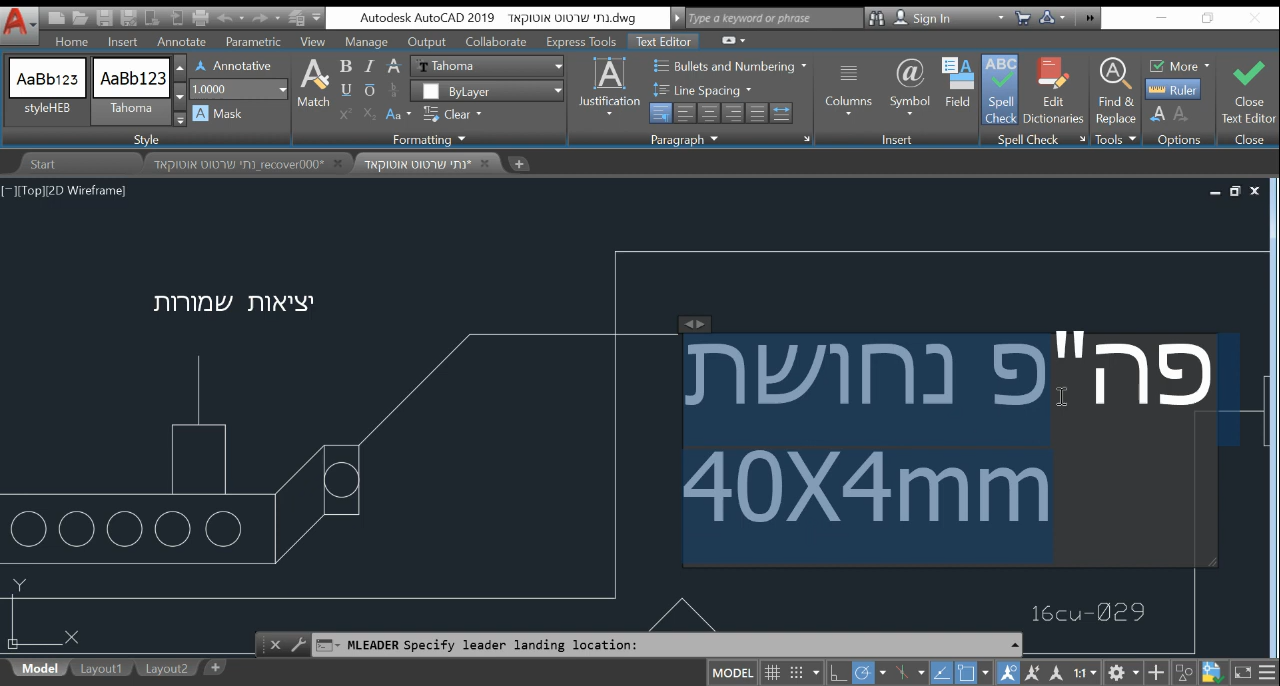 Autodesk AutoCAD 2019 נתי שרטוט אוטוקאד.dwg
Type a keyword or phrase
Sign In
Home Insert Annotate Parametric View Manage Output Collaborate Express Tools Text Editor
AaBb123 AaBb123
styleHEB Tahoma
Annotative
1.0000
Mask
Style
Match
B I A
U O
Tahoma
ByLayer
Aa Clear
Formatting
Justification
Bullets and Numbering
Line Spacing
Paragraph
Columns
Symbol
Field
Insert
ABC
Spell Check
Edit Dictionaries
Spell Check
Find & Replace
Tools
More
Ruler
Options
Close Text Editor
Close
Start
נתי שרטוט אוטוקאד_recover000*
נתי שרטוט אוטוקאד*
[−][Top][2D Wireframe]
יציאות שמורות
פה"פ נחושת
40X4mm
16cu-029
Y
X
MLEADER Specify leader landing location:
Model Layout1 Layout2 +
MODEL
1:1